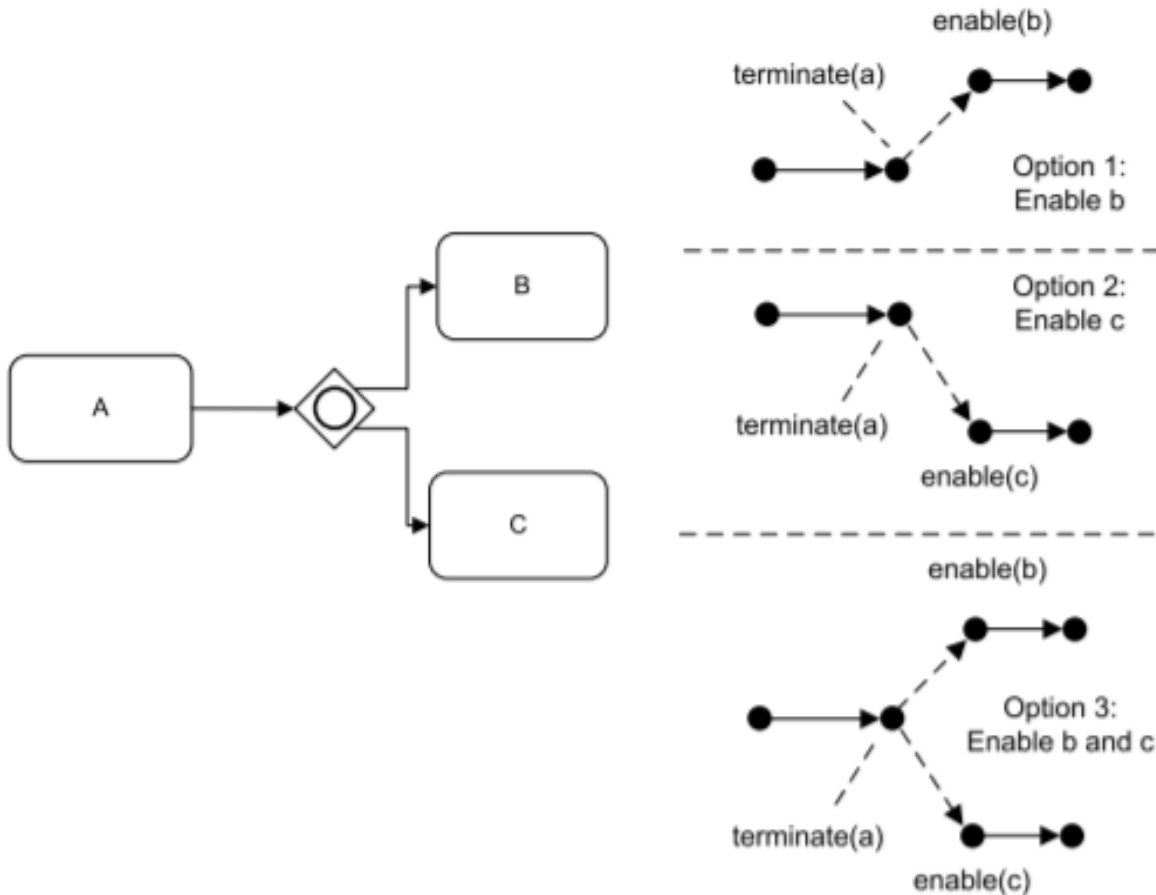 enable(b)
terminate(a)
Option 1:
Enable b
B
Option 2:
Enable c
A
terminate(a)
enable(c)
C
enable(b)
Option 3:
Enable b and c
terminate(a)
enable(c)